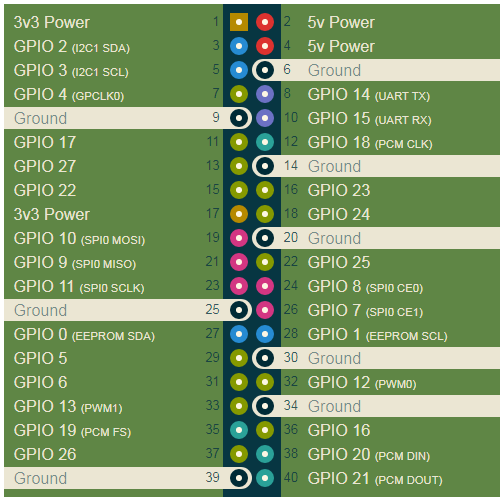 3v3 Power 1 2 5v Power
GPIO 2 (I2C1 SDA) 3 4 5v Power
GPIO 3 (I2C1 SCL) 5 6 Ground
GPIO 4 (GPCLK0) 7 8 GPIO 14 (UART TX)
Ground 9 10 GPIO 15 (UART RX)
GPIO 17 11 12 GPIO 18 (PCM CLK)
GPIO 27 13 14 Ground
GPIO 22 15 16 GPIO 23
3v3 Power 17 18 GPIO 24
GPIO 10 (SPI0 MOSI) 19 20 Ground
GPIO 9 (SPI0 MISO) 21 22 GPIO 25
GPIO 11 (SPI0 SCLK) 23 24 GPIO 8 (SPI0 CE0)
Ground 25 26 GPIO 7 (SPI0 CE1)
GPIO 0 (EEPROM SDA) 27 28 GPIO 1 (EEPROM SCL)
GPIO 5 29 30 Ground
GPIO 6 31 32 GPIO 12 (PWM0)
GPIO 13 (PWM1) 33 34 Ground
GPIO 19 (PCM FS) 35 36 GPIO 16
GPIO 26 37 38 GPIO 20 (PCM DIN)
Ground 39 40 GPIO 21 (PCM DOUT)